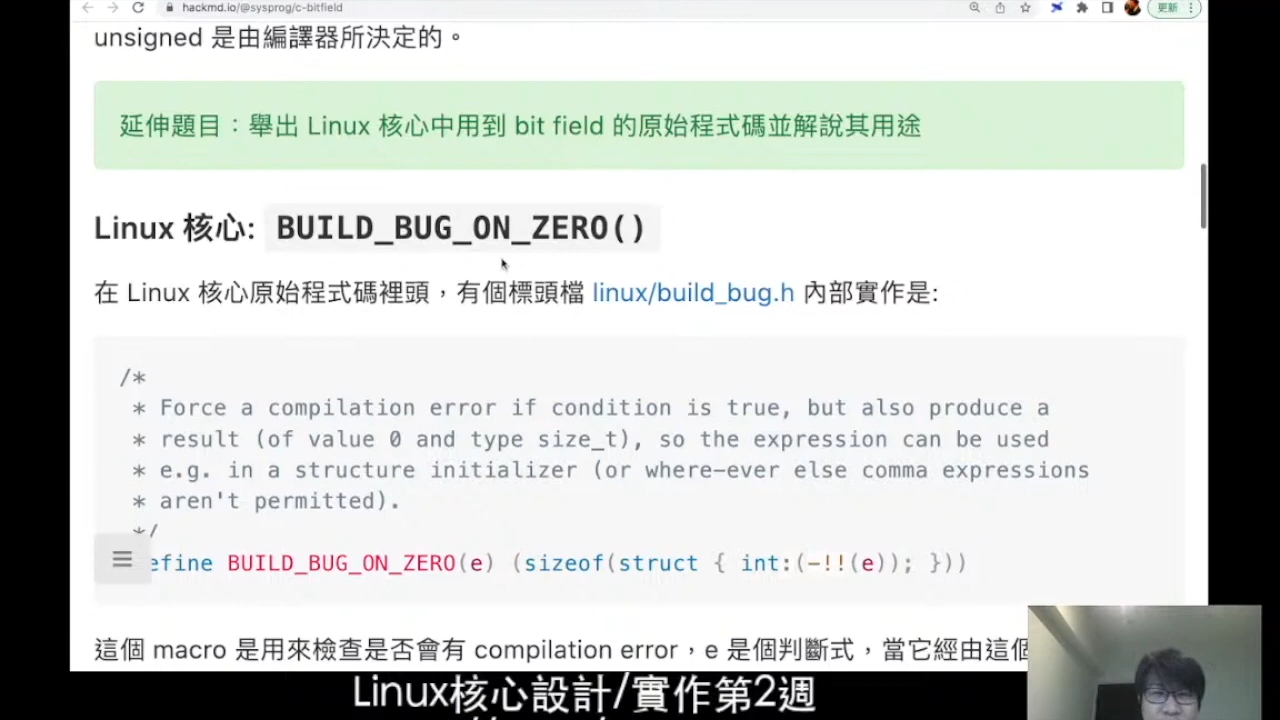 hackmd.io/@sysprog/c-bitfield
更新
unsigned 是由編譯器所決定的。
延伸題目：舉出 Linux 核心中用到 bit field 的原始程式碼並解說其用途
Linux 核心: BUILD_BUG_ON_ZERO()
在 Linux 核心原始程式碼裡頭，有個標頭檔 linux/build_bug.h 內部實作是:
/*
* Force a compilation error if condition is true, but also produce a
* result (of value 0 and type size_t), so the expression can be used
* e.g. in a structure initializer (or where-ever else comma expressions
* aren't permitted).
*/
efine BUILD_BUG_ON_ZERO(e) (sizeof(struct { int:(-!!(e)); }))
這個 macro 是用來檢查是否會有 compilation error，e 是個判斷式，當它經由這個
Linux核心設計/實作第2週